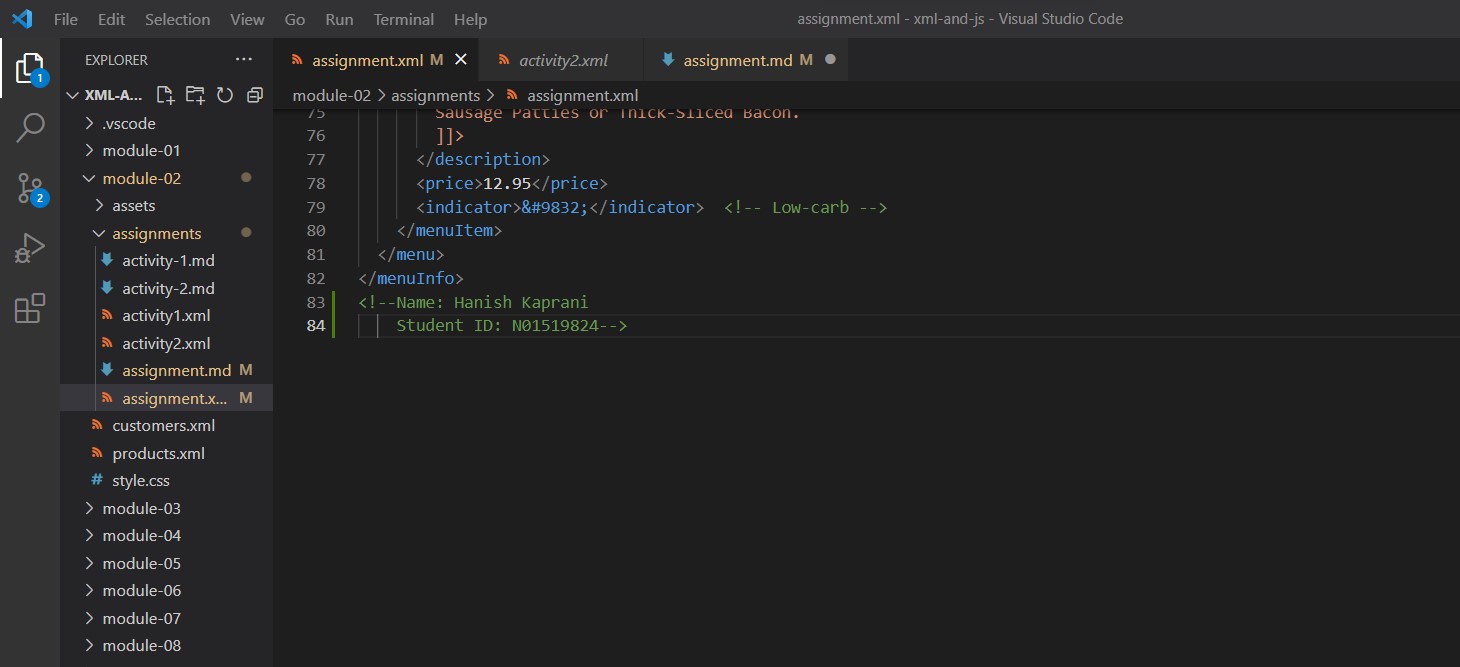 File Edit Selection View Go Run Terminal Help
assignment.xml - xml-and-js - Visual Studio Code
EXPLORER ...
1
2
XML-A...
.vscode
module-01
module-02
assets
assignments
activity-1.md
activity-2.md
activity1.xml
activity2.xml
assignment.md M
assignment.x... M
customers.xml
products.xml
# style.css
module-03
module-04
module-05
module-06
module-07
module-08
assignment.xml M
activity2.xml
assignment.md M
module-02 > assignments > assignment.xml
75 Sausage Patties or Thick-Sliced Bacon.
76 ]]>
77 </description>
78 <price>12.95</price>
79 <indicator>&#9832;</indicator> <!-- Low-carb -->
80 </menuItem>
81 </menu>
82 </menuInfo>
83 <!--Name: Hanish Kaprani
84 Student ID: N01519824-->